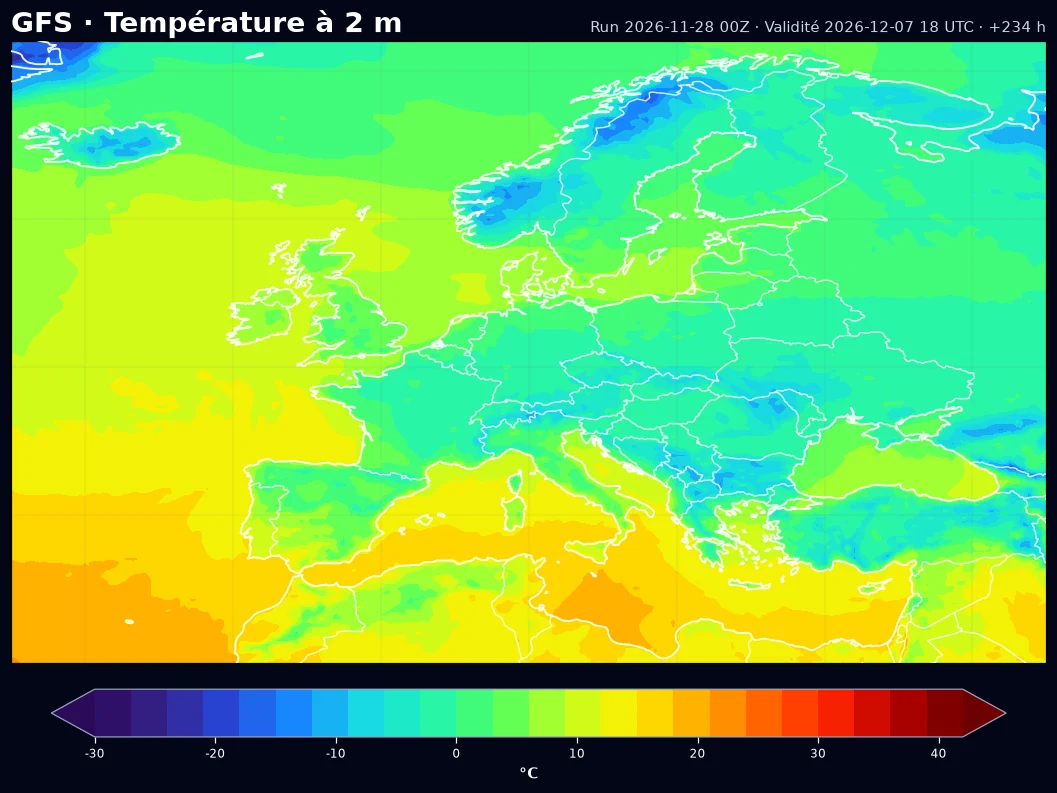 GFS · Température à 2 m
Run 2026-11-28 00Z · Validité 2026-12-07 18 UTC · +234 h
-30 -20 -10 0 10 20 30 40
°C